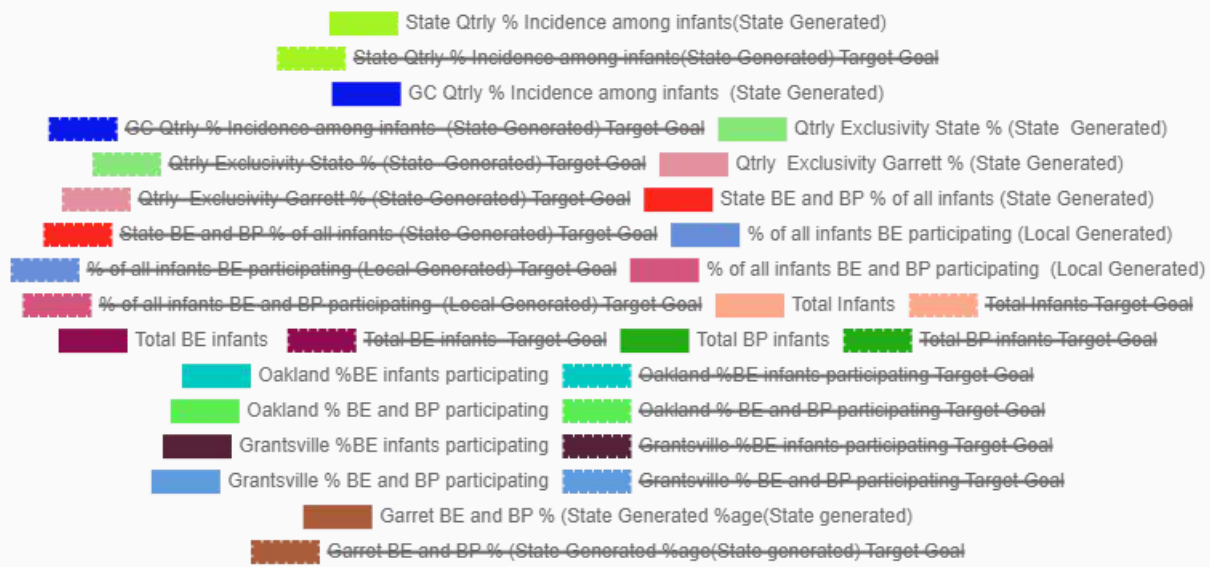 State Qtrly % Incidence among infants(State Generated)
State Qtrly % Incidence among infants(State Generated) Target Goal
GC Qtrly % Incidence among infants  (State Generated)
GC Qtrly % Incidence among infants  (State Generated) Target Goal Qtrly Exclusivity State % (State  Generated)
Qtrly Exclusivity State % (State  Generated) Target Goal Qtrly  Exclusivity Garrett % (State Generated)
Qtrly  Exclusivity Garrett % (State Generated) Target Goal State BE and BP % of all infants (State Generated)
State BE and BP % of all infants (State Generated) Target Goal % of all infants BE participating (Local Generated)
% of all infants BE participating (Local Generated) Target Goal % of all infants BE and BP participating  (Local Generated)
% of all infants BE and BP participating  (Local Generated) Target Goal Total Infants Total Infants Target Goal
Total BE infants Total BE infants  Target Goal Total BP infants Total BP infants Target Goal
Oakland %BE infants participating Oakland %BE infants participating Target Goal
Oakland % BE and BP participating Oakland % BE and BP participating Target Goal
Grantsville %BE infants participating Grantsville %BE infants participating Target Goal
Grantsville % BE and BP participating Grantsville % BE and BP participating Target Goal
Garret BE and BP % (State Generated %age(State generated)
Garret BE and BP % (State Generated %age(State generated) Target Goal